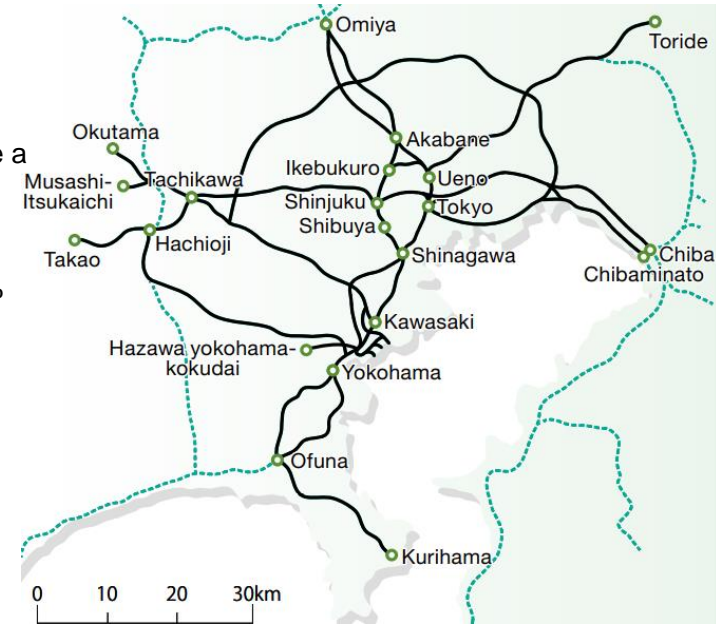 Omiya
Toride
e a
Okutama
Akabane
Ikebukuro
Ueno
Musashi-
Itsukaichi
Tachikawa
Shinjuku
Tokyo
Shibuya
Takao
Hachioji
Shinagawa
Chiba
Chibaminato
Kawasaki
Hazawa yokohama-
kokudai
Yokohama
Ofuna
Kurihama
0 10 20 30km